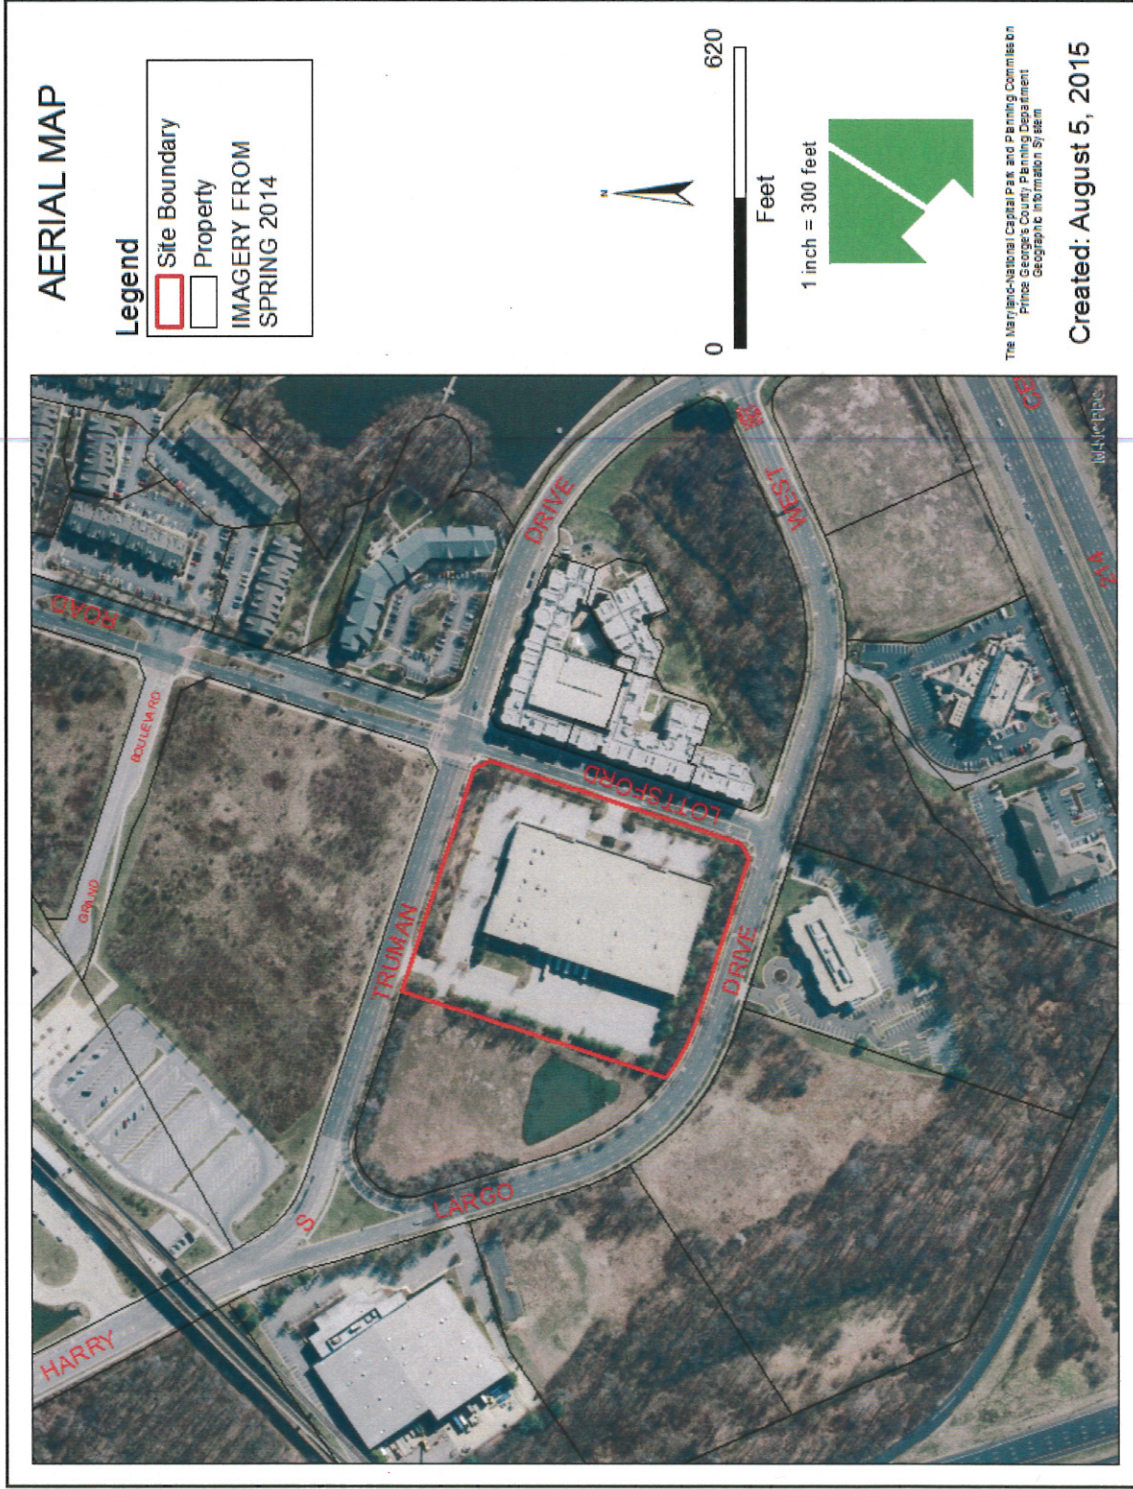 AERIAL MAP
Legend
Site Boundary
Property
IMAGERY FROM
SPRING 2014
N
0
620
Feet
1 inch = 300 feet
The Maryland-National Capital Park and Planning Commission
Prince George's County Planning Department
Geographic Information System
Created: August 5, 2015
HARRY
S
TRUMAN
DRIVE
GRAND
BOULEVARD
ROAD
LOTTSFORD
LARGO
DRIVE
WEST
214
M-NCPPC